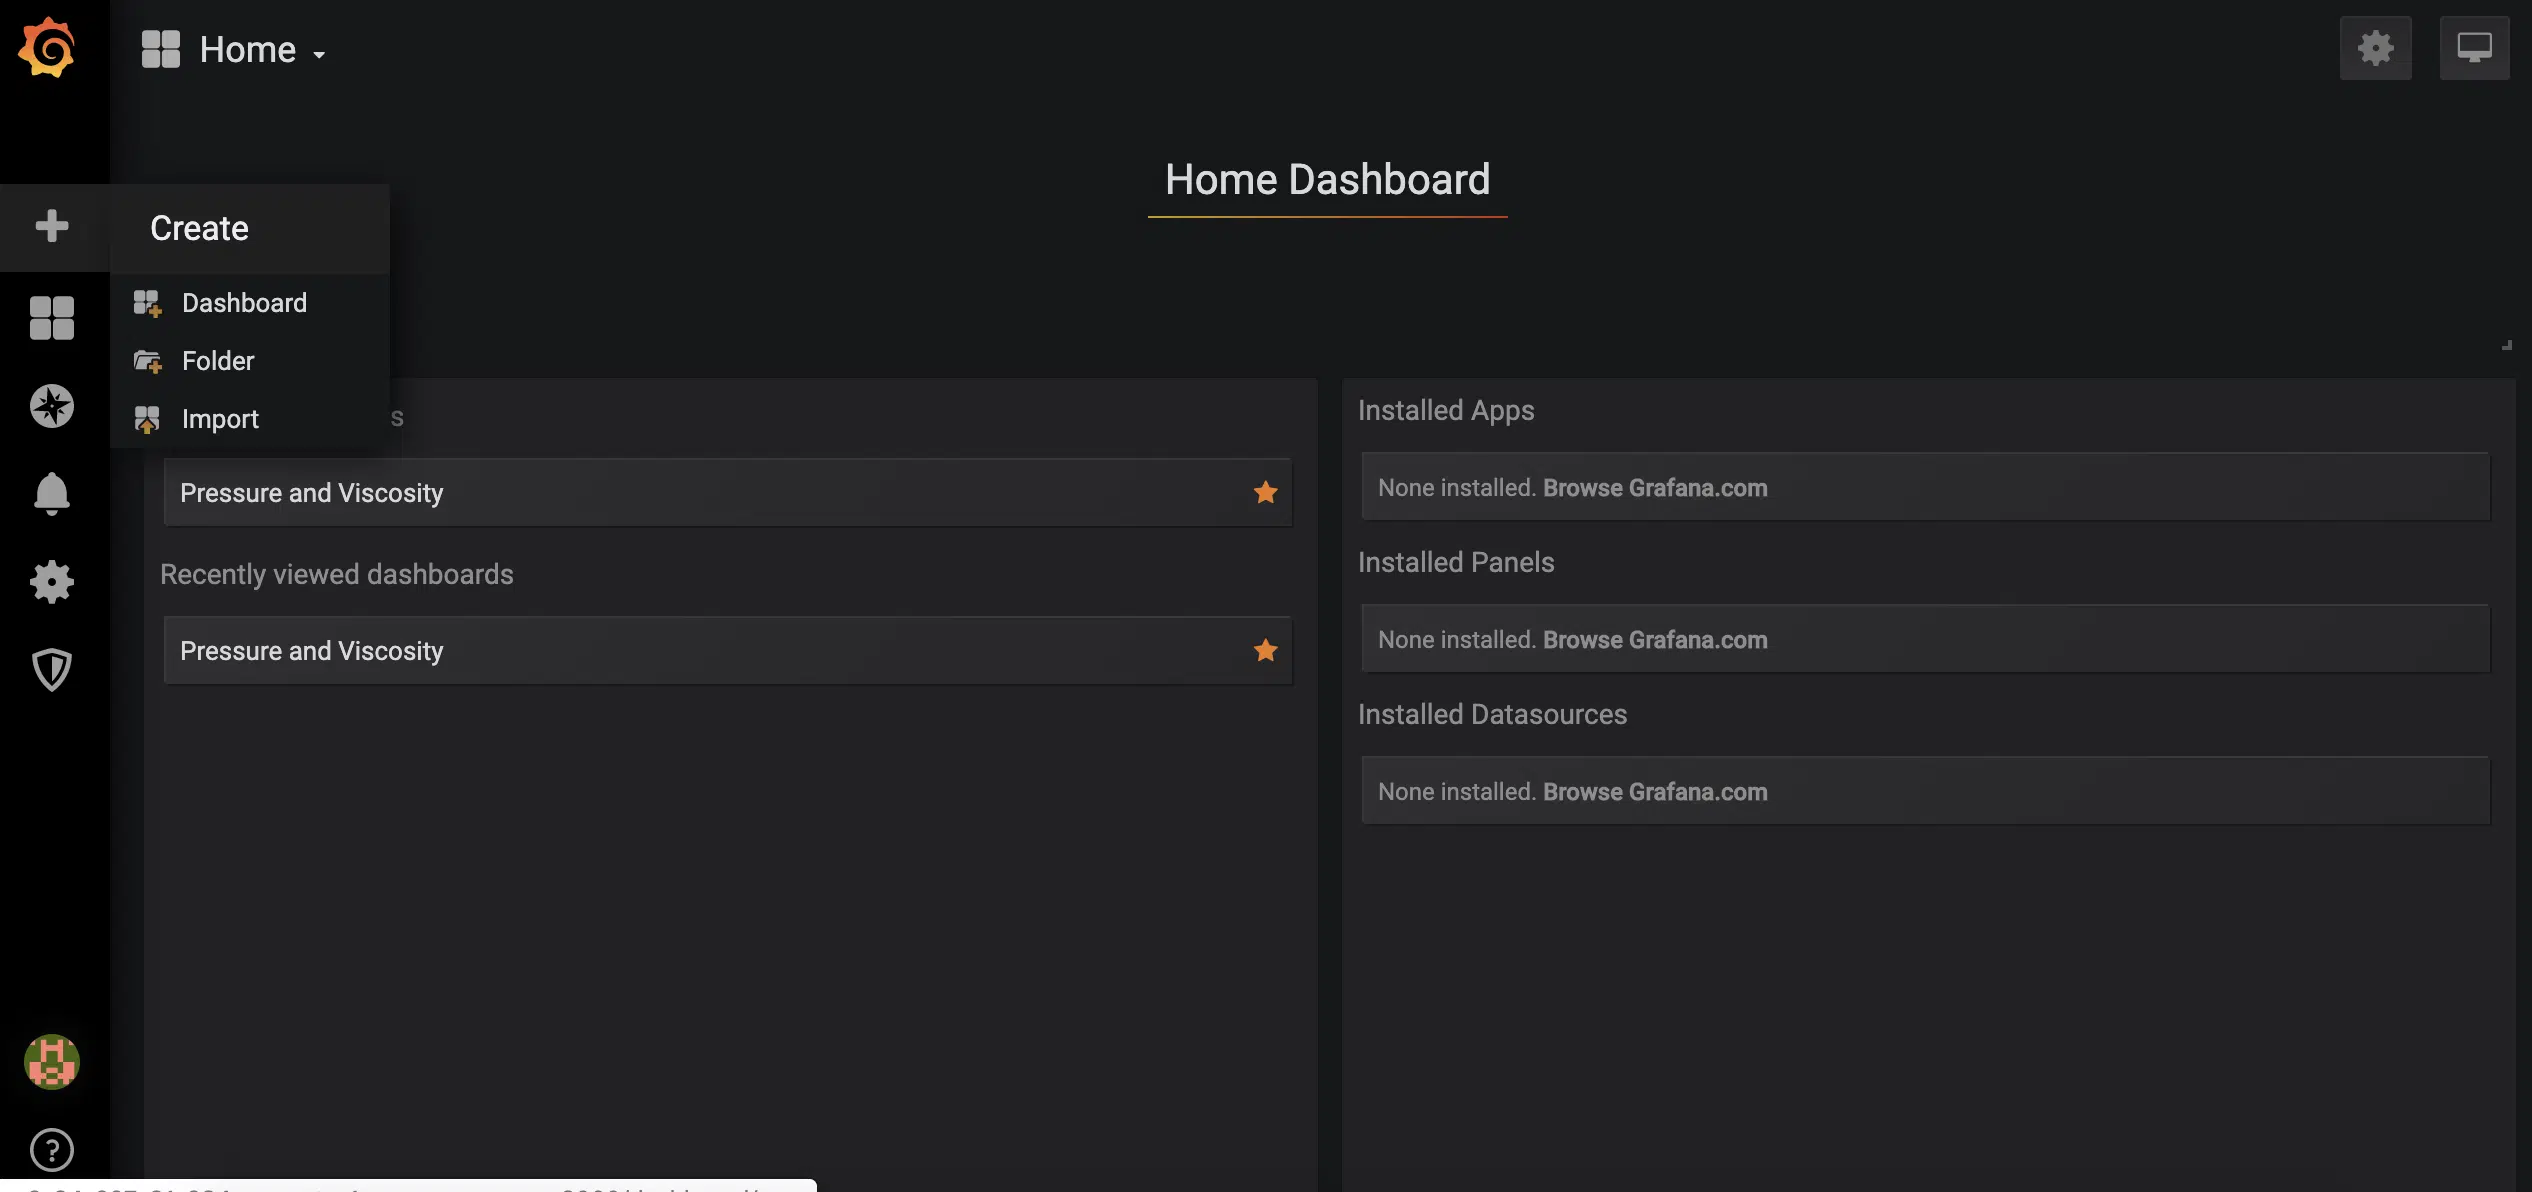 Home
Home Dashboard
Create
Dashboard
Folder
Import
s
Pressure and Viscosity
Recently viewed dashboards
Pressure and Viscosity
Installed Apps
None installed. Browse Grafana.com
Installed Panels
None installed. Browse Grafana.com
Installed Datasources
None installed. Browse Grafana.com
?